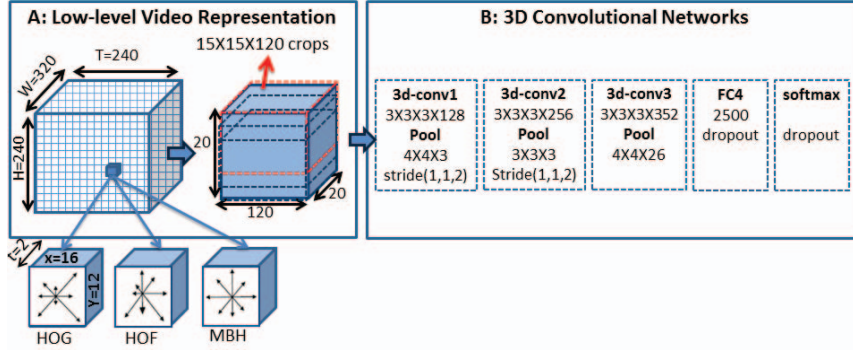 A: Low-level Video Representation
T=240
W=320
H=240
15X15X120 crops
20
120
20
t=2
x=16
Y=12
HOG
HOF
MBH
B: 3D Convolutional Networks
3d-conv1
3X3X3X128
Pool
4X4X3
stride(1,1,2)
3d-conv2
3X3X3X256
Pool
3X3X3
Stride(1,1,2)
3d-conv3
3X3X3X352
Pool
4X4X26
FC4
2500
dropout
softmax
dropout